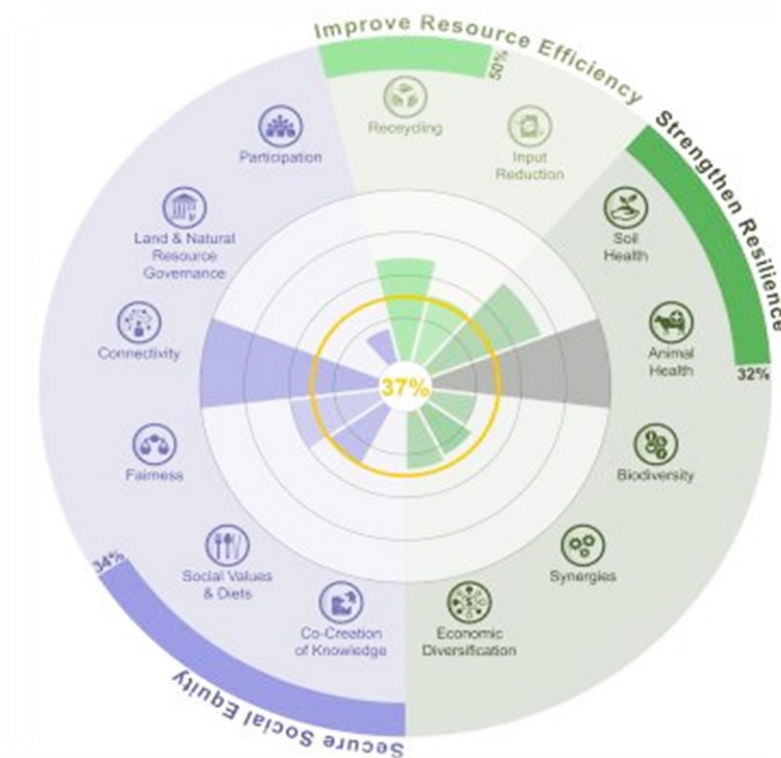 Improve Resource Efficiency
50%
Recycling
Input
Reduction
Strengthen Resilience
32%
Soil
Health
Animal
Health
Biodiversity
Synergies
Economic
Diversification
Secure Social Equity
34%
Co-Creation
of Knowledge
Social Values
& Diets
Fairness
Connectivity
Land & Natural
Resource
Governance
Participation
37%